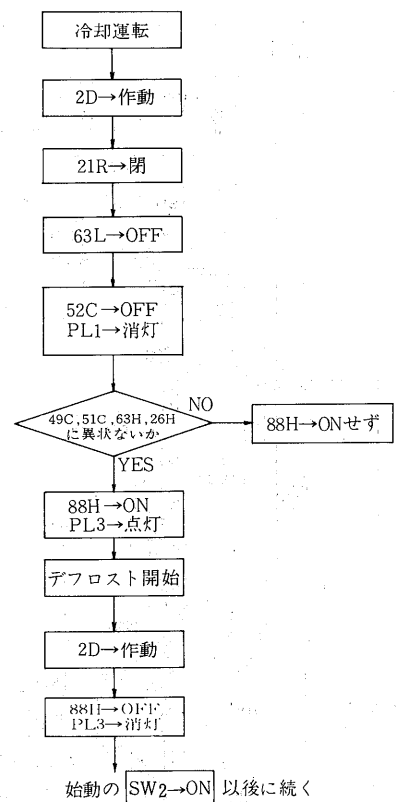 冷却運転
2D→作動
21R→閉
63L→OFF
52C→OFF
PL1→消灯
49C,51C,63H,26H
に異状ないか
NO
88H→ONせず
YES
88H→ON
PL3→点灯
デフロスト開始
2D→作動
88H→OFF
PL3→消灯
始動の SW2→ON 以後に続く